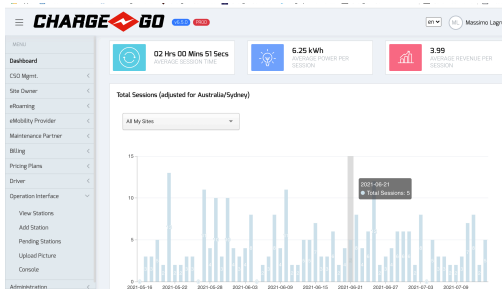 CHARGE GO v6.5.0 PROD
en ML Massimo Lagr
MENU
Dashboard
CSO Mgmt.
Site Owner
eRoaming
eMobility Provider
Maintenance Partner
Billing
Pricing Plans
Driver
Operation Interface
View Stations
Add Station
Pending Stations
Upload Picture
Console
Administration
02 Hrs 00 Mins 51 Secs
AVERAGE SESSION TIME
6.25 kWh
AVERAGE POWER PER
SESSION
3.99
AVERAGE REVENUE PER
SESSION
Total Sessions (adjusted for Australia/Sydney)
All My Sites
15
10
5
0
2021-06-21
Total Sessions: 5
2021-05-16 2021-05-22 2021-05-28 2021-06-03 2021-06-09 2021-06-15 2021-06-21 2021-06-27 2021-07-03 2021-07-09